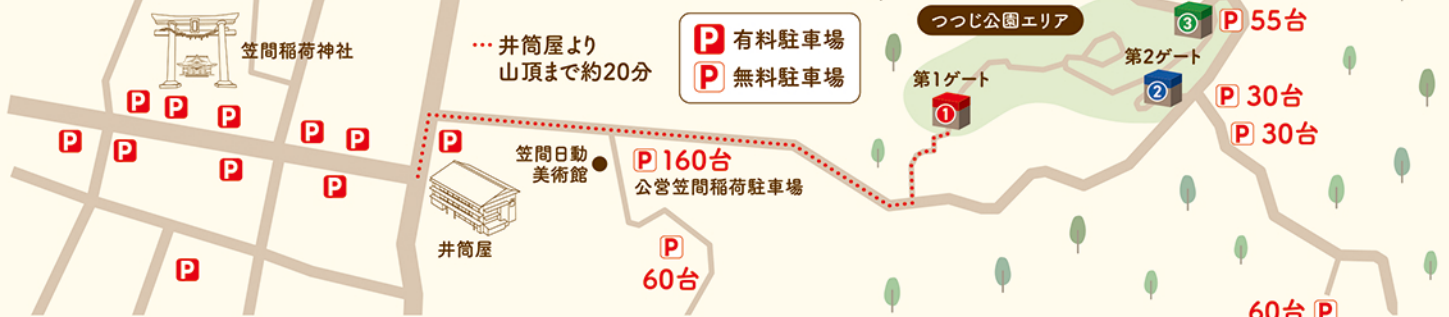 笠間稲荷神社
P
P
P
P
P
P
P
P
P
P
P
…井筒屋より
山頂まで約20分
P 有料駐車場
P 無料駐車場
つつじ公園エリア
③
P 55台
第2ゲート
②
第1ゲート
①
P 30台
P 30台
笠間日動
美術館
P 160台
公営笠間稲荷駐車場
井筒屋
P
60台
60台 P